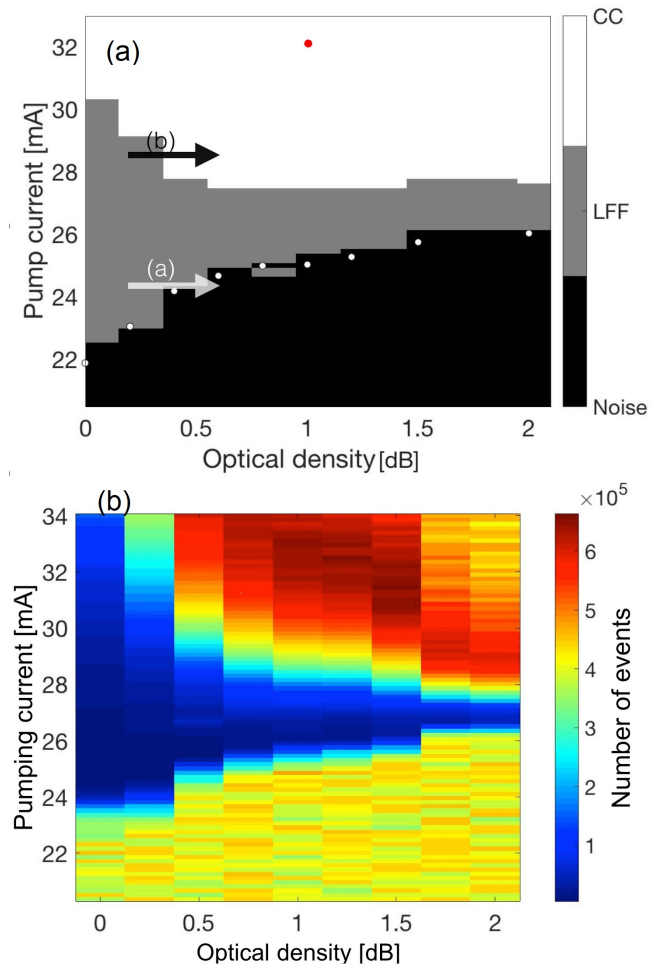 (a)
CC
32
30
(b)
28
LFF
26
(a)
24
22
Noise
0
0.5
1
1.5
2
Pump current [mA]
Optical density[dB]
(b)
×10⁵
34
32
30
28
26
24
22
6
5
4
3
2
1
0
0.5
1
1.5
2
Pumping current [mA]
Number of events
Optical density [dB]